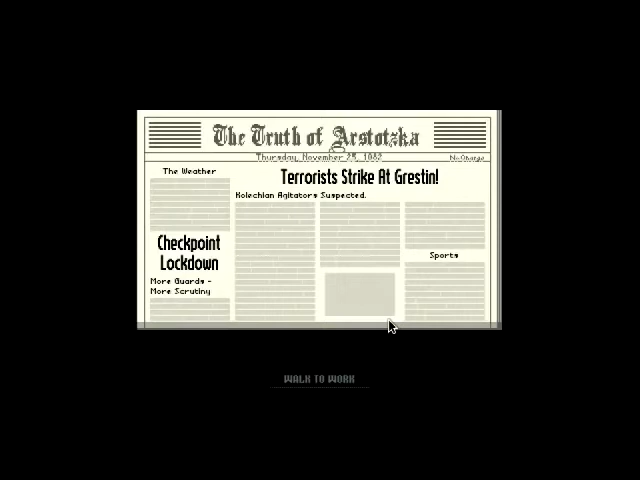 The Truth of Arstotzka
Thursday, November 25, 1982
No Charge
The Weather
Terrorists Strike At Grestin!
Kolechian Agitators Suspected.
Checkpoint
Lockdown
More Guards -
More Scrutiny
Sports
WALK TO WORK